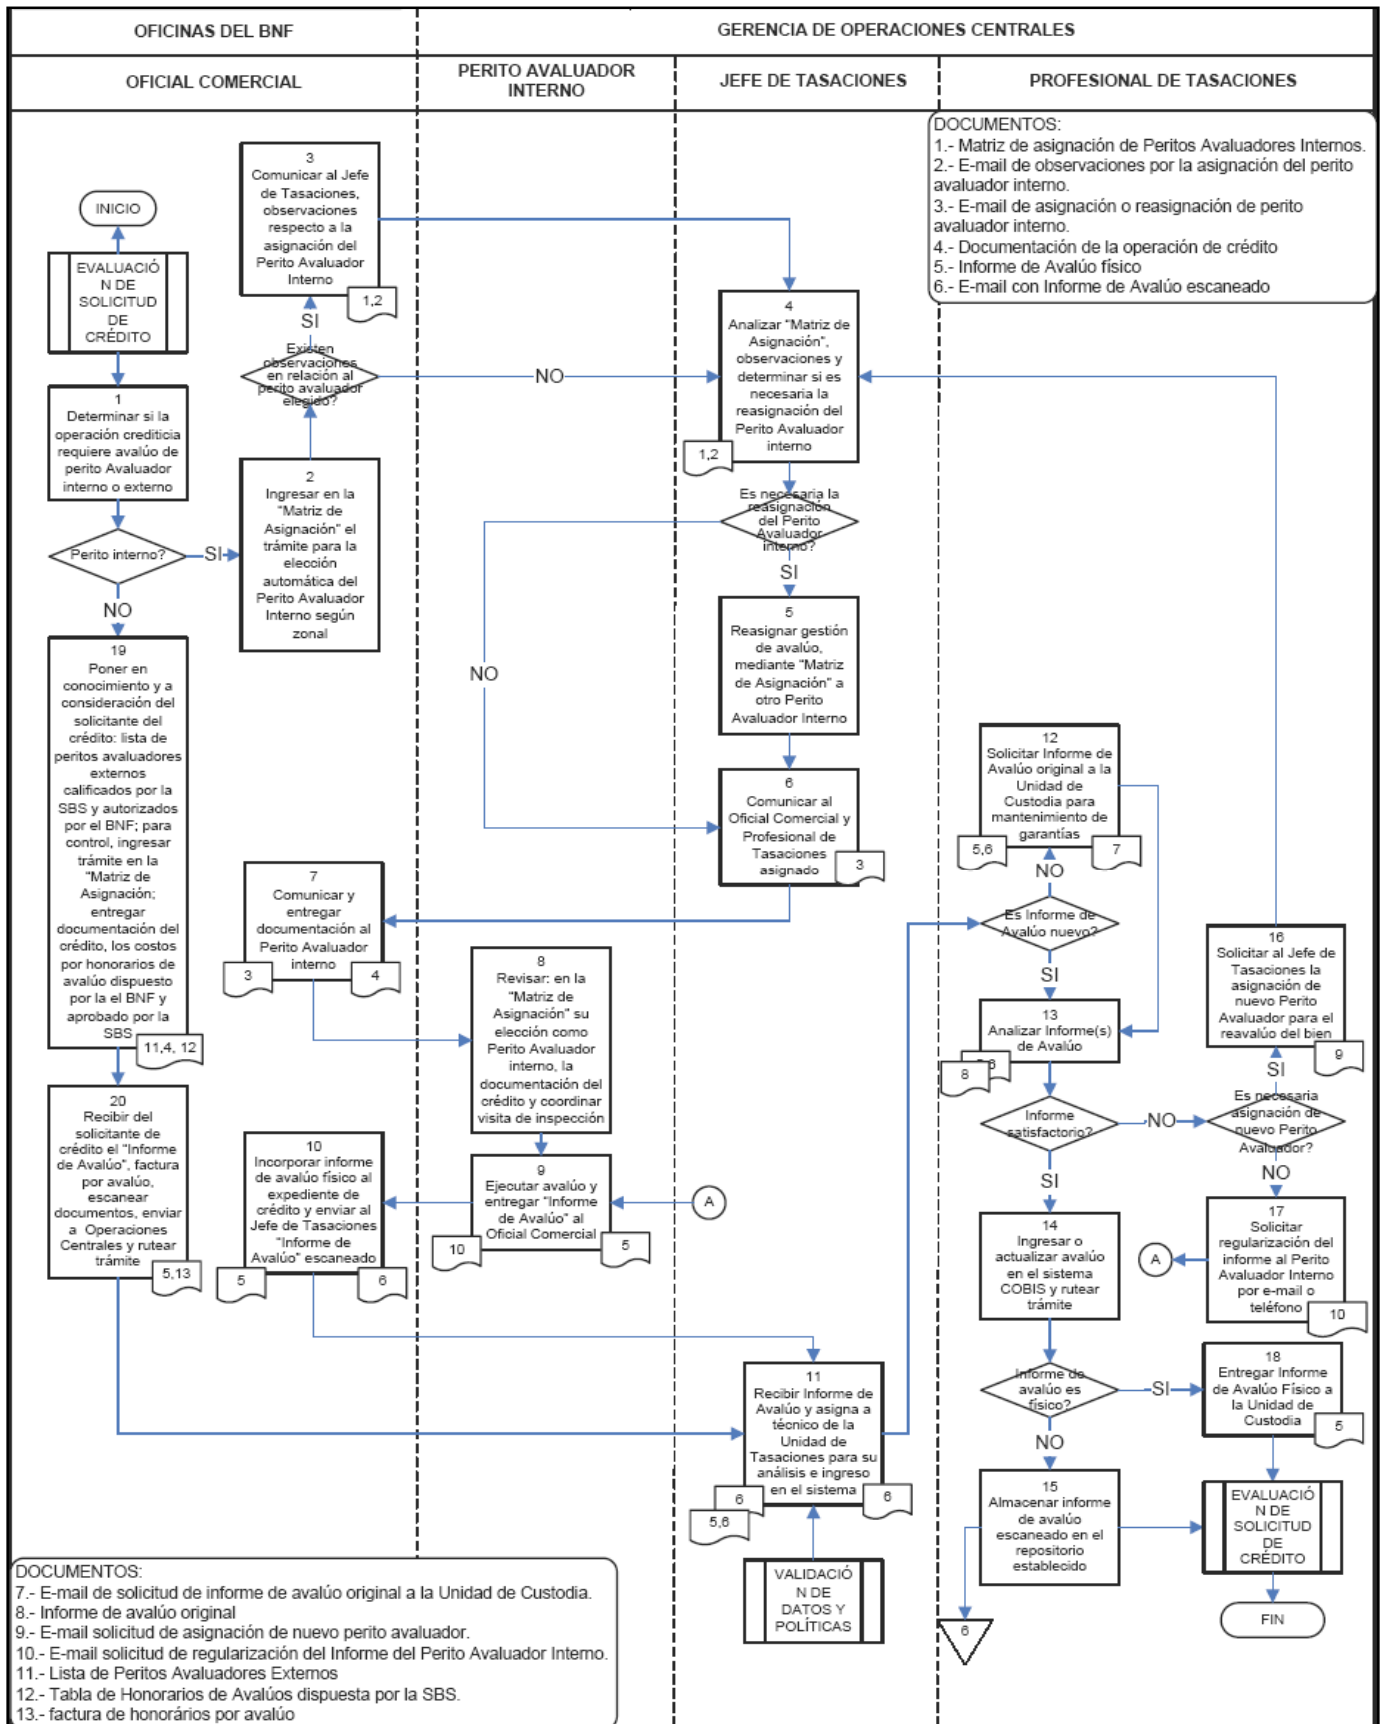 OFICINAS DEL BNF
GERENCIA DE OPERACIONES CENTRALES
OFICIAL COMERCIAL
PERITO AVALUADOR
INTERNO
JEFE DE TASACIONES
PROFESIONAL DE TASACIONES
DOCUMENTOS:
1.- Matriz de asignación de Peritos Avaluadores Internos.
2.- E-mail de observaciones por la asignación del perito
avaluador interno.
3.- E-mail de asignación o reasignación de perito
avaluador interno.
4.- Documentación de la operación de crédito
5.- Informe de Avalúo físico
6.- E-mail con Informe de Avalúo escaneado
INICIO
EVALUACIÓ
N DE
SOLICITUD
DE
CRÉDITO
1
Determinar si la
operación crediticia
requiere avalúo de
perito Avaluador
interno o externo
Perito interno?
SI
NO
3
Comunicar al Jefe
de Tasaciones,
observaciones
respecto a la
asignación del
Perito Avaluador
Interno
1,2
SI
Existen
observaciones
en relación al
perito avaluador
elegido?
NO
2
Ingresar en la
"Matriz de
Asignación" el
trámite para la
elección
automática del
Perito Avaluador
Interno según
zonal
4
Analizar "Matriz de
Asignación",
observaciones y
determinar si es
necesaria la
reasignación del
Perito Avaluador
interno
1,2
Es necesaria la
reasignación
del Perito
Avaluador
interno?
SI
NO
5
Reasignar gestión
de avalúo,
mediante "Matriz
de Asignación" a
otro Perito
Avaluador Interno
6
Comunicar al
Oficial Comercial y
Profesional de
Tasaciones
asignado
3
19
Poner en
conocimiento y a
consideración del
solicitante del
crédito: lista de
peritos avaluadores
externos
calificados por la
SBS y autorizados
por el BNF; para
control, ingresar
trámite en la
"Matriz de
Asignación;
entregar
documentación del
crédito, los costos
por honorarios de
avalúo dispuesto
por la el BNF y
aprobado por la
SBS
11,4, 12
20
Recibir del
solicitante de
crédito el "Informe
de Avalúo", factura
por avalúo,
escanear
documentos, enviar
a Operaciones
Centrales y rutear
trámite
5,13
7
Comunicar y
entregar
documentación al
Perito Avaluador
interno
3
4
8
Revisar: en la
"Matriz de
Asignación" su
elección como
Perito Avaluador
interno, la
documentación del
crédito y coordinar
visita de inspección
9
Ejecutar avalúo y
entregar "Informe
de Avalúo" al
Oficial Comercial
10
5
A
10
Incorporar informe
de avalúo físico al
expediente de
crédito y enviar al
Jefe de Tasaciones
"Informe de
Avalúo" escaneado
5
6
11
Recibir Informe de
Avalúo y asigna a
técnico de la
Unidad de
Tasaciones para su
análisis e ingreso
en el sistema
6
5,6
6
VALIDACIÓ
N DE
DATOS Y
POLÍTICAS
12
Solicitar Informe de
Avalúo original a la
Unidad de
Custodia para
mantenimiento de
garantías
5,6
7
NO
Es Informe de
Avalúo nuevo?
SI
13
Analizar Informe(s)
de Avalúo
8
Informe
satisfactorio?
NO
SI
16
Solicitar al Jefe de
Tasaciones la
asignación de
nuevo Perito
Avaluador para el
reavalúo del bien
9
SI
Es necesaria
asignación de
nuevo Perito
Avaluador?
NO
17
Solicitar
regularización del
informe al Perito
Avaluador Interno
por e-mail o
teléfono
10
A
14
Ingresar o
actualizar avalúo
en el sistema
COBIS y rutear
trámite
Informe de
avalúo es
físico?
SI
NO
18
Entregar Informe
de Avalúo Físico a
la Unidad de
Custodia
5
15
Almacenar informe
de avalúo
escaneado en el
repositorio
establecido
6
EVALUACIÓ
N DE
SOLICITUD
DE
CRÉDITO
FIN
DOCUMENTOS:
7.- E-mail de solicitud de informe de avalúo original a la Unidad de Custodia.
8.- Informe de avalúo original
9.- E-mail solicitud de asignación de nuevo perito avaluador.
10.- E-mail solicitud de regularización del Informe del Perito Avaluador Interno.
11.- Lista de Peritos Avaluadores Externos
12.- Tabla de Honorarios de Avalúos dispuesta por la SBS.
13.- factura de honorários por avalúo